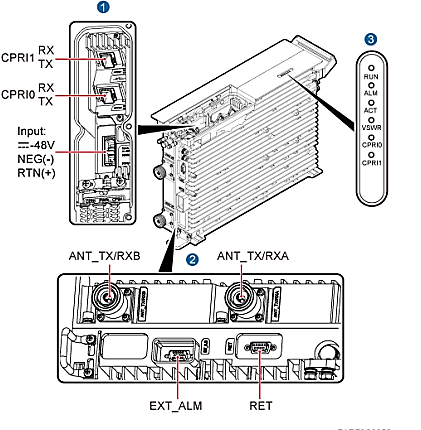 1
CPRI1 RX
TX
CPRI0 RX
TX
Input:
-48V
NEG(-)
RTN(+)
3
RUN
ALM
ACT
VSWR
CPRI0
CPRI1
2
ANT_TX/RXB
ANT_TX/RXA
EXT_ALM
RET